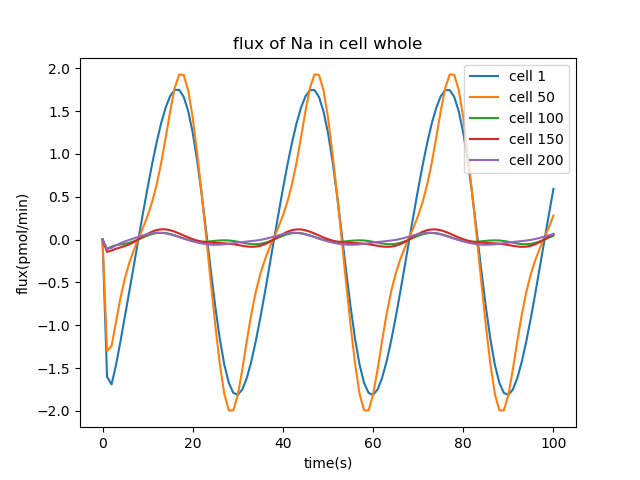 flux of Na in cell whole
cell 1
cell 50
cell 100
cell 150
cell 200
flux(pmol/min)
2.0
1.5
1.0
0.5
0.0
−0.5
−1.0
−1.5
−2.0
0
20
40
60
80
100
time(s)